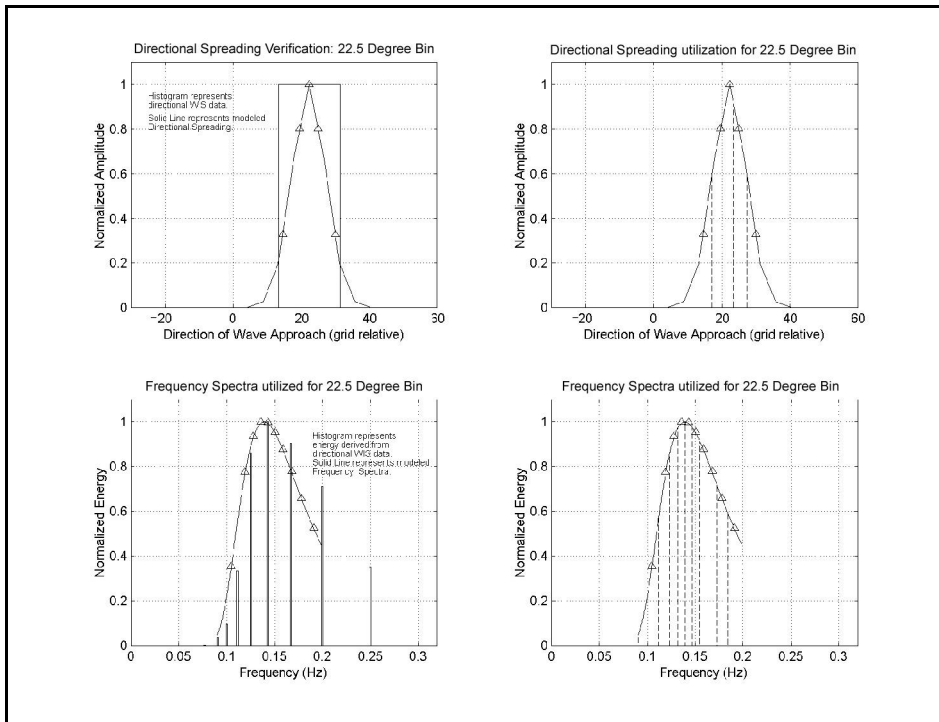 Directional Spreading Verification: 22.5 Degree Bin
1
0.8
0.6
0.4
0.2
0
Normalized Amplitude
Histogram represents
directional WIS data.
Solid Line represents modeled
Directional Spreading.
−20
0
20
40
60
Direction of Wave Approach (grid relative)
Directional Spreading utilization for 22.5 Degree Bin
1
0.8
0.6
0.4
0.2
0
Normalized Amplitude
−20
0
20
40
60
Direction of Wave Approach (grid relative)
Frequency Spectra utilized for 22.5 Degree Bin
1
0.8
0.6
0.4
0.2
0
Normalized Energy
Histogram represents
energy derived from
directional WIS data.
Solid Line represents modeled
Frequency Spectra.
0
0.05
0.1
0.15
0.2
0.25
0.3
Frequency (Hz)
Frequency Spectra utilized for 22.5 Degree Bin
1
0.8
0.6
0.4
0.2
0
Normalized Energy
0
0.05
0.1
0.15
0.2
0.25
0.3
Frequency (Hz)